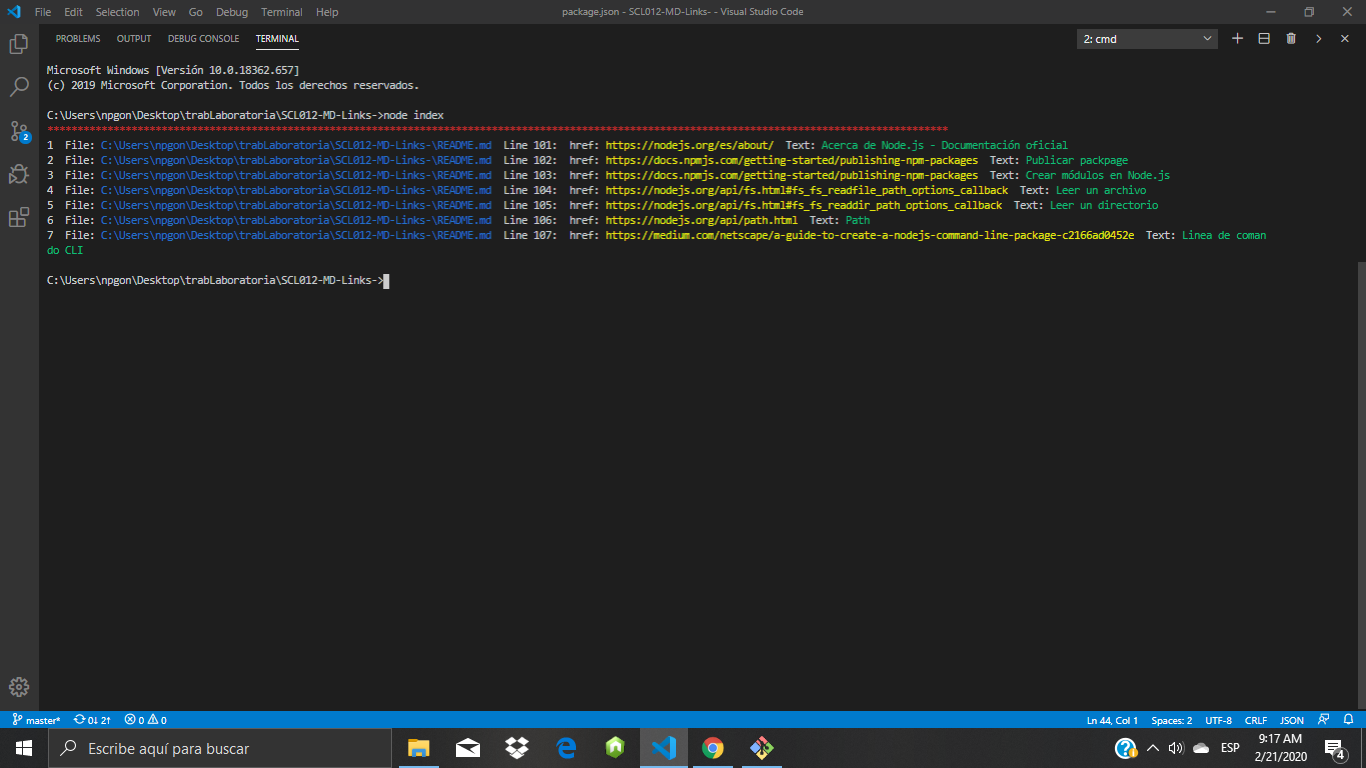 File Edit Selection View Go Debug Terminal Help package.json - SCL012-MD-Links- - Visual Studio Code
PROBLEMS OUTPUT DEBUG CONSOLE TERMINAL 2: cmd
Microsoft Windows [Versión 10.0.18362.657]
(c) 2019 Microsoft Corporation. Todos los derechos reservados.
C:\Users\npgon\Desktop\trabLaboratoria\SCL012-MD-Links->node index
******************************************************************************************************************************************************
1 File: C:\Users\npgon\Desktop\trabLaboratoria\SCL012-MD-Links-\README.md Line 101: href: https://nodejs.org/es/about/ Text: Acerca de Node.js - Documentación oficial
2 File: C:\Users\npgon\Desktop\trabLaboratoria\SCL012-MD-Links-\README.md Line 102: href: https://docs.npmjs.com/getting-started/publishing-npm-packages Text: Publicar packpage
3 File: C:\Users\npgon\Desktop\trabLaboratoria\SCL012-MD-Links-\README.md Line 103: href: https://docs.npmjs.com/getting-started/publishing-npm-packages Text: Crear módulos en Node.js
4 File: C:\Users\npgon\Desktop\trabLaboratoria\SCL012-MD-Links-\README.md Line 104: href: https://nodejs.org/api/fs.html#fs_fs_readfile_path_options_callback Text: Leer un archivo
5 File: C:\Users\npgon\Desktop\trabLaboratoria\SCL012-MD-Links-\README.md Line 105: href: https://nodejs.org/api/fs.html#fs_fs_readdir_path_options_callback Text: Leer un directorio
6 File: C:\Users\npgon\Desktop\trabLaboratoria\SCL012-MD-Links-\README.md Line 106: href: https://nodejs.org/api/path.html Text: Path
7 File: C:\Users\npgon\Desktop\trabLaboratoria\SCL012-MD-Links-\README.md Line 107: href: https://medium.com/netscape/a-guide-to-create-a-nodejs-command-line-package-c2166ad0452e Text: Linea de coman
do CLI
C:\Users\npgon\Desktop\trabLaboratoria\SCL012-MD-Links->
2
master* 0↓ 2↑ 0 0 Ln 44, Col 1 Spaces: 2 UTF-8 CRLF JSON
Escribe aquí para buscar ESP 9:17 AM
2/21/2020 4